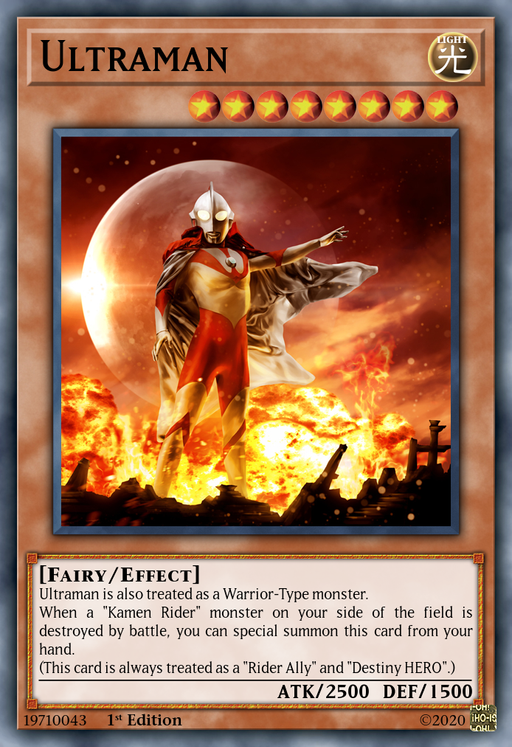 ULTRAMAN
LIGHT
光
[FAIRY/EFFECT]
Ultraman is also treated as a Warrior-Type monster.
When a "Kamen Rider" monster on your side of the field is
destroyed by battle, you can special summon this card from your
hand.
(This card is always treated as a "Rider Ally" and "Destiny HERO".)
ATK/2500 DEF/1500
19710043 1st Edition ©2020